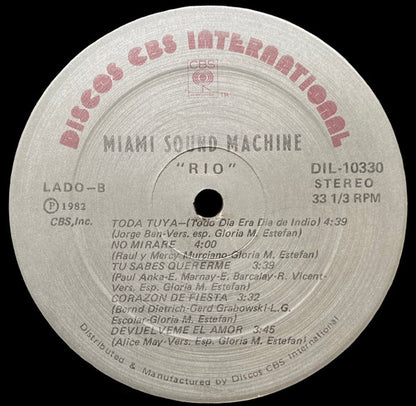 DISCOS CBS INTERNATIONAL
CBS
TM
MIAMI SOUND MACHINE
"RIO"
DIL-10330
LADO-B
STEREO
Ⓟ 1982
33 1/3 RPM
CBS, Inc.
TODA TUYA-(Todo Dia Era Dia de Indio) 4:39
(Jorge Ben-Vers. esp. Gloria M. Estefan)
NO MIRARE 4:00
(Raul y Mercy Murciano-Gloria M. Estefan)
TU SABES QUERERME 3:39
(Paul Anka-E. Marnay-E. Barcalay-R. Vicent-
Vers. esp. Gloria M. Estefan)
CORAZON DE FIESTA 3:32
(Bernd Dietrich-Gerd Grabowski-L.G.
Escolar-Gloria M. Estefan)
DEVUELVEME EL AMOR 3:45
(Alice May-Vers. esp. Gloria M. Estefan)
Distributed & Manufactured by Discos CBS International